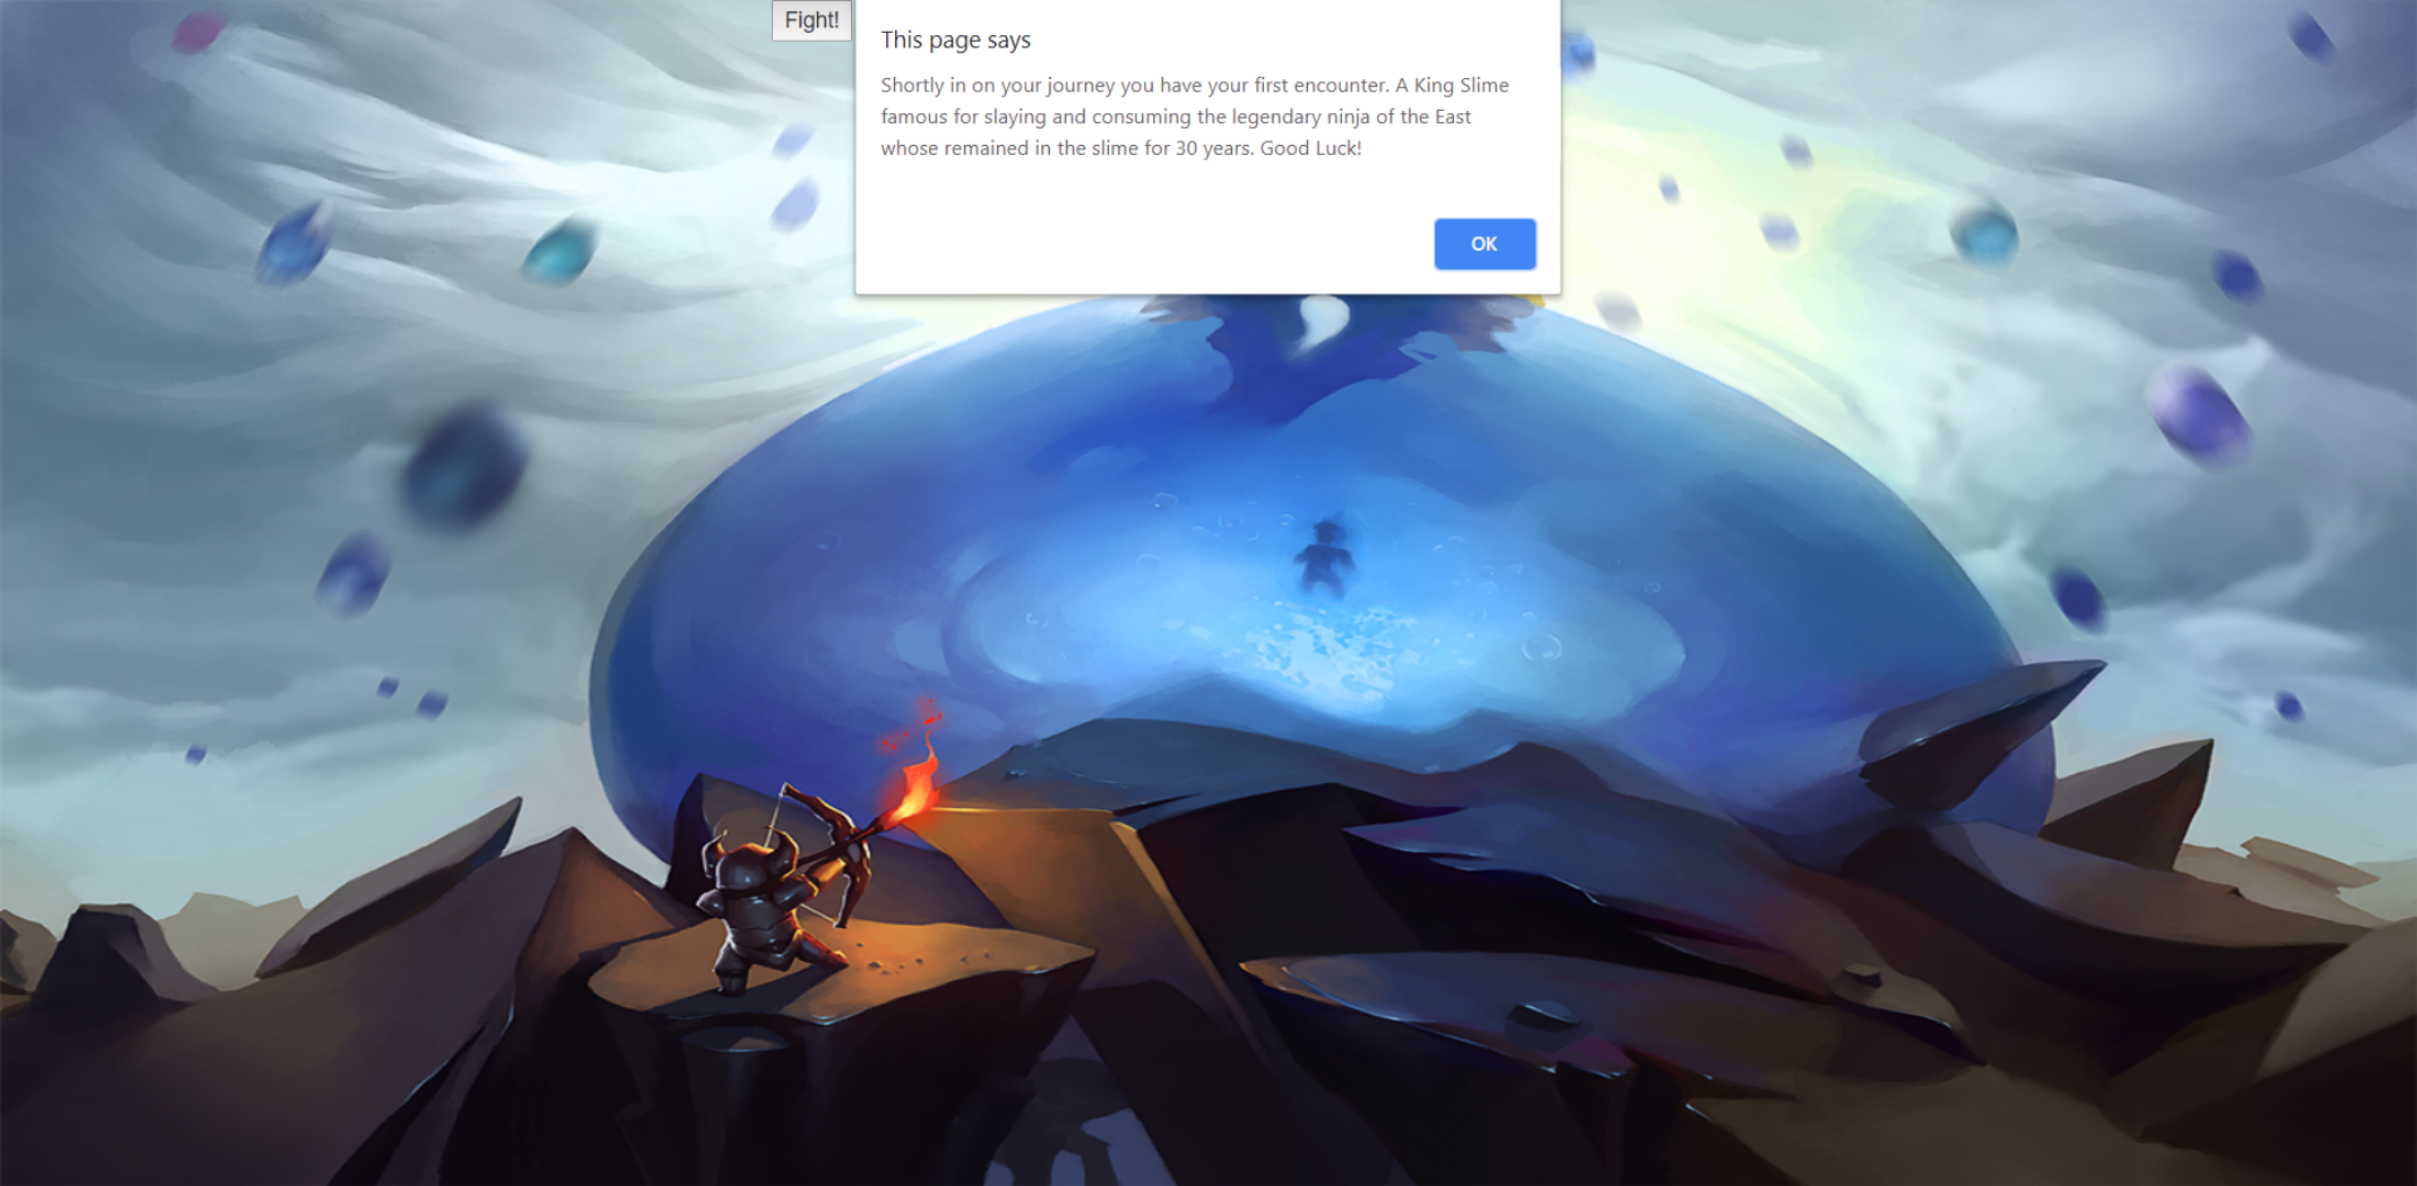 Fight!
This page says
Shortly in on your journey you have your first encounter. A King Slime
famous for slaying and consuming the legendary ninja of the East
whose remained in the slime for 30 years. Good Luck!
OK